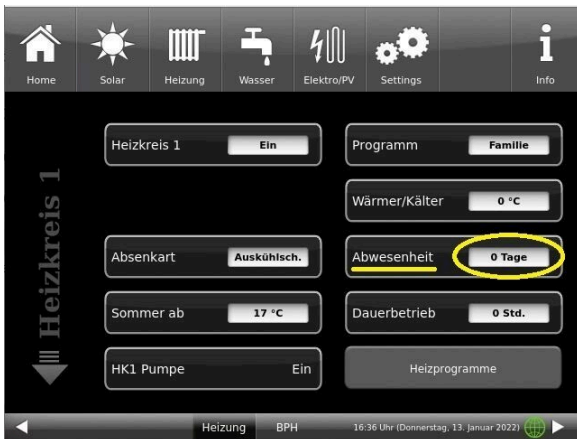 Home Solar Heizung Wasser Elektro/PV Settings Info
Heizkreis 1
Heizkreis 1 Ein
Programm Familie
Wärmer/Kälter 0 °C
Absenkart Auskühlsch.
Abwesenheit 0 Tage
Sommer ab 17 °C
Dauerbetrieb 0 Std.
HK1 Pumpe Ein
Heizprogramme
Heizung BPH 16:36 Uhr (Donnerstag, 13. Januar 2022)